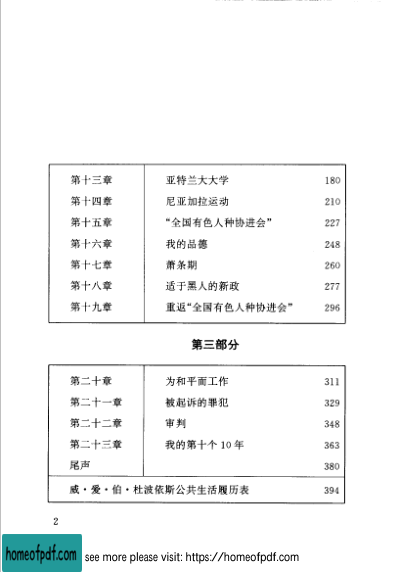 第十三章 亚特兰大大学 180
第十四章 尼亚加拉运动 210
第十五章 “全国有色人种协进会” 227
第十六章 我的品德 248
第十七章 萧条期 260
第十八章 适于黑人的新政 277
第十九章 重返“全国有色人种协进会” 296
第三部分
第二十章 为和平而工作 311
第二十一章 被起诉的罪犯 329
第二十二章 审判 348
第二十三章 我的第十个10年 363
尾声 380
威·爱·伯·杜波依斯公共生活履历表 394
2
homeofpdf.com see more please visit: https://homeofpdf.com